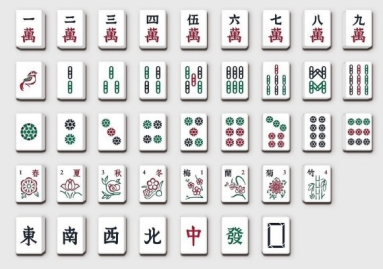 一 二 三 四 伍 六 七 八 九
萬 萬 萬 萬 萬 萬 萬 萬 萬
1 春 2 夏 3 秋 4 冬 梅 1 蘭 2 菊 3 竹 4
東 南 西 北 中 發